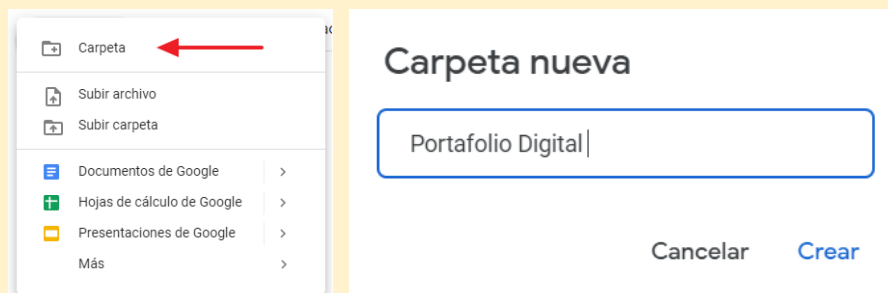 Carpeta
Subir archivo
Subir carpeta
Documentos de Google
Hojas de cálculo de Google
Presentaciones de Google
Más
Carpeta nueva
Portafolio Digital
Cancelar Crear